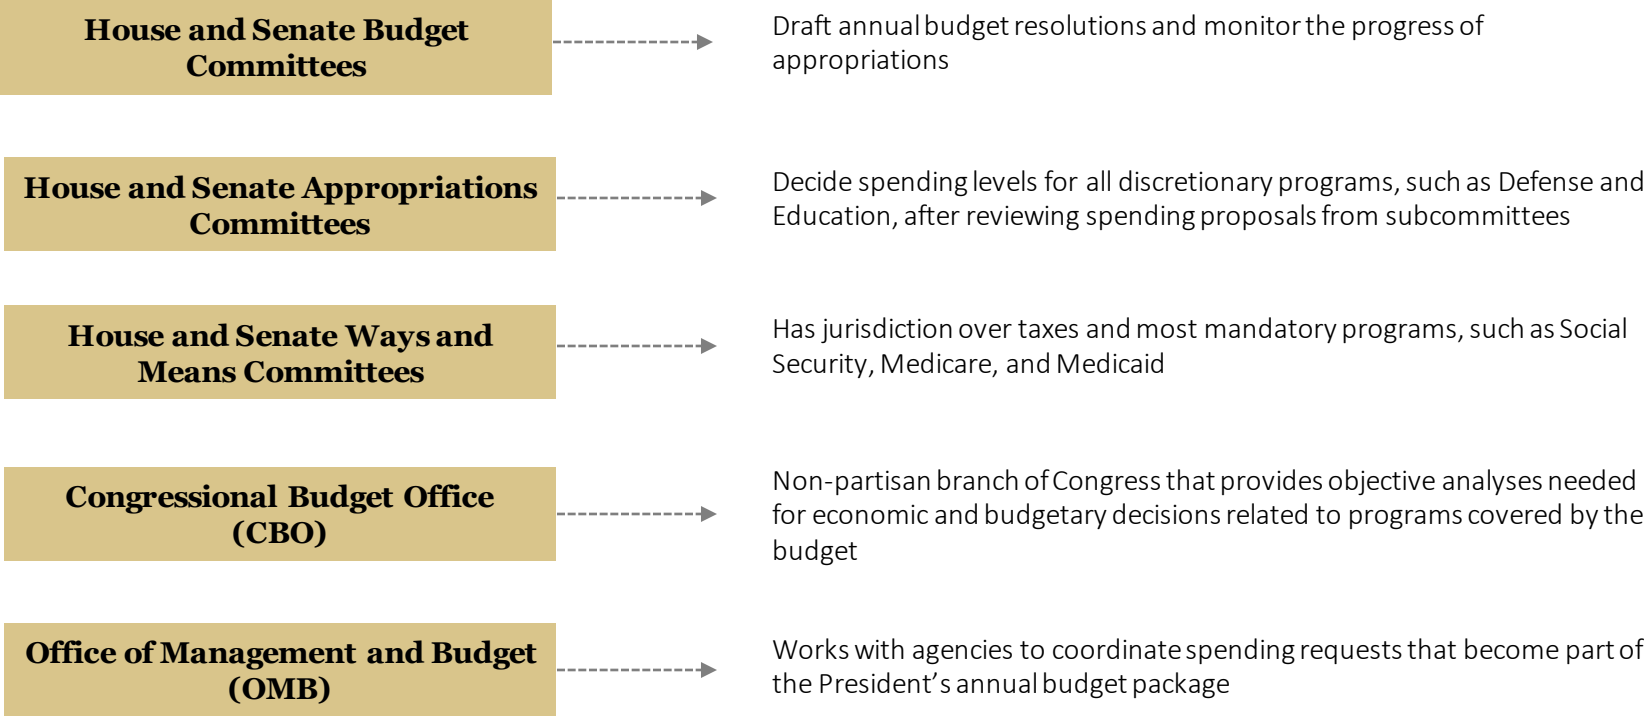 House and Senate Budget
Committees
Draft annual budget resolutions and monitor the progress of
appropriations
House and Senate Appropriations
Committees
Decide spending levels for all discretionary programs, such as Defense and
Education, after reviewing spending proposals from subcommittees
House and Senate Ways and
Means Committees
Has jurisdiction over taxes and most mandatory programs, such as Social
Security, Medicare, and Medicaid
Congressional Budget Office
(CBO)
Non-partisan branch of Congress that provides objective analyses needed
for economic and budgetary decisions related to programs covered by the
budget
Office of Management and Budget
(OMB)
Works with agencies to coordinate spending requests that become part of
the President’s annual budget package